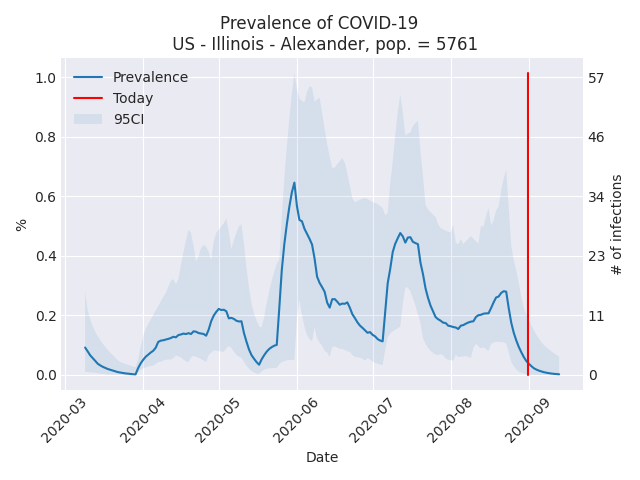 Prevalence of COVID-19
US - Illinois - Alexander, pop. = 5761
Prevalence
Today
95CI
%
1.0
0.8
0.6
0.4
0.2
0.0
57
46
34
23
11
0
# of infections
2020-03
2020-04
2020-05
2020-06
2020-07
2020-08
2020-09
Date